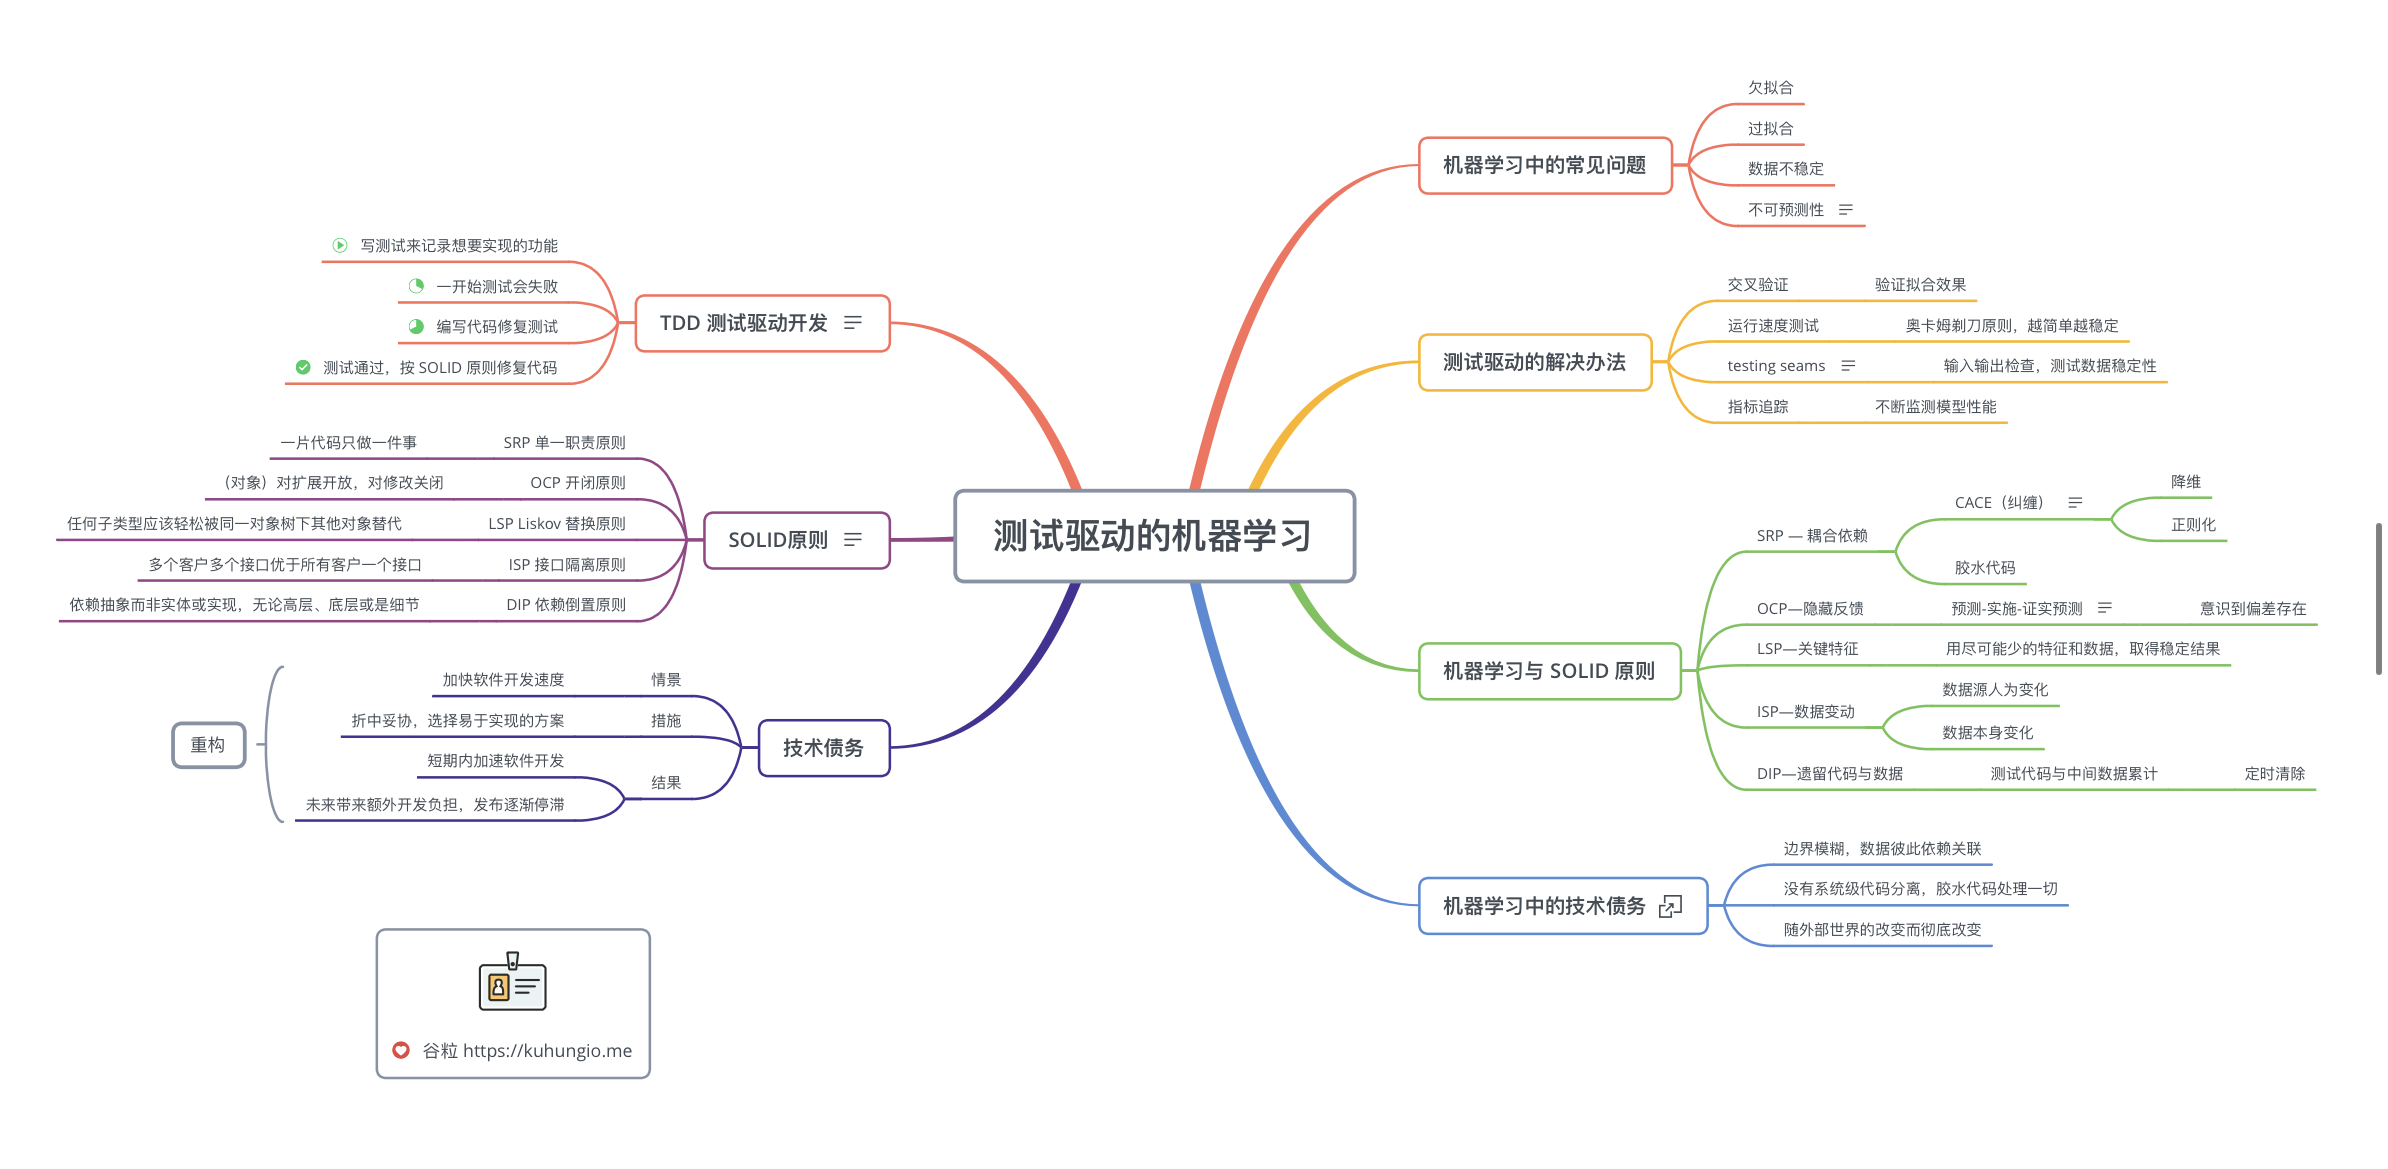 测试驱动的机器学习
机器学习中的常见问题
欠拟合
过拟合
数据不稳定
不可预测性
测试驱动的解决办法
交叉验证
验证拟合效果
运行速度测试
奥卡姆剃刀原则，越简单越稳定
testing seams
输入输出检查，测试数据稳定性
指标追踪
不断监测模型性能
机器学习与 SOLID 原则
SRP — 耦合依赖
CACE（纠缠）
降维
正则化
胶水代码
OCP—隐藏反馈
预测-实施-证实预测
意识到偏差存在
LSP—关键特征
用尽可能少的特征和数据，取得稳定结果
ISP—数据变动
数据源人为变化
数据本身变化
DIP—遗留代码与数据
测试代码与中间数据累计
定时清除
机器学习中的技术债务
边界模糊，数据彼此依赖关联
没有系统级代码分离，胶水代码处理一切
随外部世界的改变而彻底改变
TDD 测试驱动开发
写测试来记录想要实现的功能
一开始测试会失败
编写代码修复测试
测试通过，按 SOLID 原则修复代码
SOLID原则
SRP 单一职责原则
一片代码只做一件事
OCP 开闭原则
（对象）对扩展开放，对修改关闭
LSP Liskov 替换原则
任何子类型应该轻松被同一对象树下其他对象替代
ISP 接口隔离原则
多个客户多个接口优于所有客户一个接口
DIP 依赖倒置原则
依赖抽象而非实体或实现，无论高层、底层或是细节
技术债务
情景
加快软件开发速度
措施
折中妥协，选择易于实现的方案
结果
短期内加速软件开发
未来带来额外开发负担，发布逐渐停滞
重构
谷粒 https://kuhungio.me